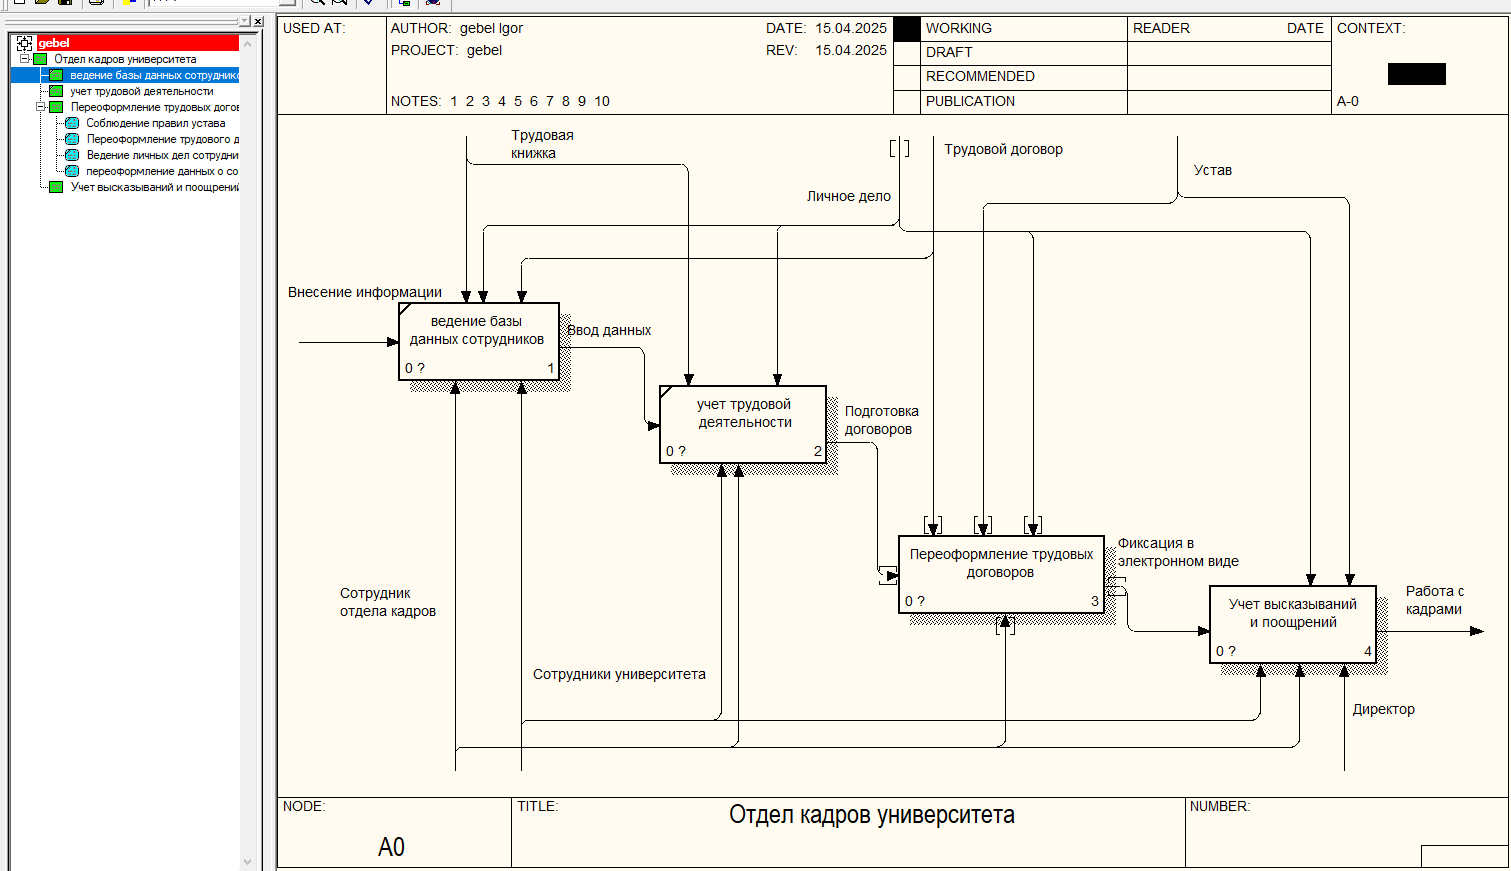 gebel
Отдел кадров университета
ведение базы данных сотрудник
учет трудовой деятельности
Переоформление трудовых догов
Соблюдение правил устава
Переоформление трудового д
Ведение личных дел сотрудни
переоформление данных о со
Учет высказываний и поощрений
USED AT:
AUTHOR: gebel Igor
DATE: 15.04.2025
PROJECT: gebel
REV: 15.04.2025
NOTES: 1 2 3 4 5 6 7 8 9 10
WORKING
DRAFT
RECOMMENDED
PUBLICATION
READER
DATE
CONTEXT:
A-0
Трудовая
книжка
Трудовой договор
Устав
Личное дело
Внесение информации
ведение базы
данных сотрудников
0 ?
1
Ввод данных
учет трудовой
деятельности
0 ?
2
Подготовка
договоров
Переоформление трудовых
договоров
0 ?
3
Фиксация в
электронном виде
Учет высказываний
и поощрений
0 ?
4
Работа с
кадрами
Сотрудник
отдела кадров
Сотрудники университета
Директор
NODE:
A0
TITLE:
Отдел кадров университета
NUMBER: